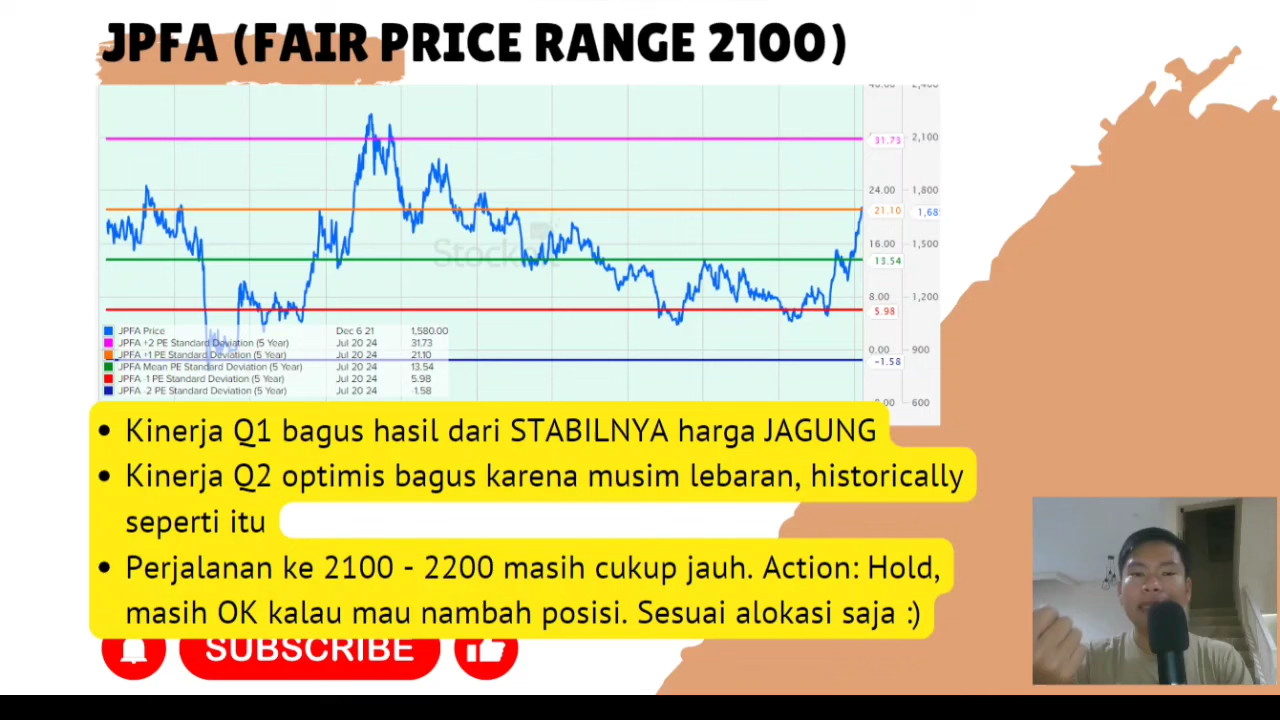 JPFA (FAIR PRICE RANGE 2100)
31.73
2,100
24.00
1,800
21.10
1,68
16.00
1,500
13.54
8.00
1,200
5.98
0.00
900
-1.58
600
JPFA Price Dec 6 21 1,580.00
JPFA +2 PE Standard Deviation (5 Year) Jul 20 24 31.73
JPFA +1 PE Standard Deviation (5 Year) Jul 20 24 21.10
JPFA Mean PE Standard Deviation (5 Year) Jul 20 24 13.54
JPFA -1 PE Standard Deviation (5 Year) Jul 20 24 5.98
JPFA -2 PE Standard Deviation (5 Year) Jul 20 24 -1.58
• Kinerja Q1 bagus hasil dari STABILNYA harga JAGUNG
• Kinerja Q2 optimis bagus karena musim lebaran, historically
seperti itu
• Perjalanan ke 2100 - 2200 masih cukup jauh. Action: Hold,
masih OK kalau mau nambah posisi. Sesuai alokasi saja :)
SUBSCRIBE